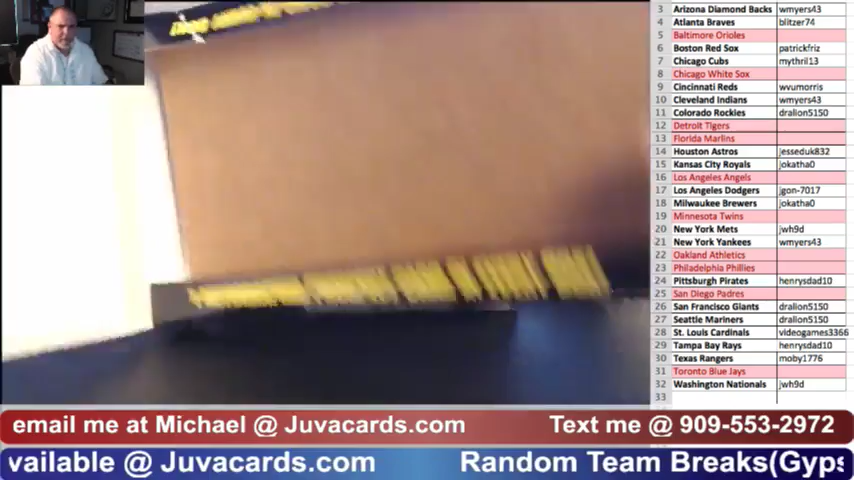 3 Arizona Diamond Backs wmyers43
4 Atlanta Braves blitzer74
5 Baltimore Orioles
6 Boston Red Sox patrickfriz
7 Chicago Cubs mythril13
8 Chicago White Sox
9 Cincinnati Reds wvumorris
10 Cleveland Indians wmyers43
11 Colorado Rockies dralion5150
12 Detroit Tigers
13 Florida Marlins
14 Houston Astros jesseduk832
15 Kansas City Royals jokatha0
16 Los Angeles Angels
17 Los Angeles Dodgers jgon-7017
18 Milwaukee Brewers jokatha0
19 Minnesota Twins
20 New York Mets jwh9d
21 New York Yankees wmyers43
22 Oakland Athletics
23 Philadelphia Phillies
24 Pittsburgh Pirates henrysdad10
25 San Diego Padres
26 San Francisco Giants dralion5150
27 Seattle Mariners dralion5150
28 St. Louis Cardinals videogames3366
29 Tampa Bay Rays henrysdad10
30 Texas Rangers moby1776
31 Toronto Blue Jays
32 Washington Nationals jwh9d
33
email me at Michael @ Juvacards.com Text me @ 909-553-2972
vailable @ Juvacards.com Random Team Breaks(Gyps